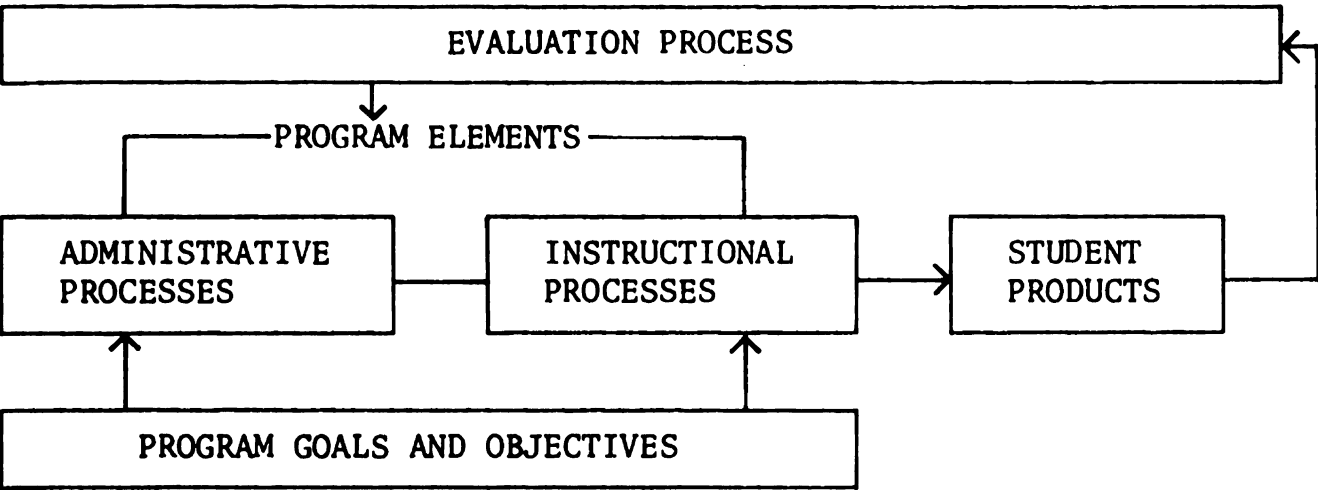 EVALUATION PROCESS
PROGRAM ELEMENTS
ADMINISTRATIVE
PROCESSES
INSTRUCTIONAL
PROCESSES
STUDENT
PRODUCTS
PROGRAM GOALS AND OBJECTIVES